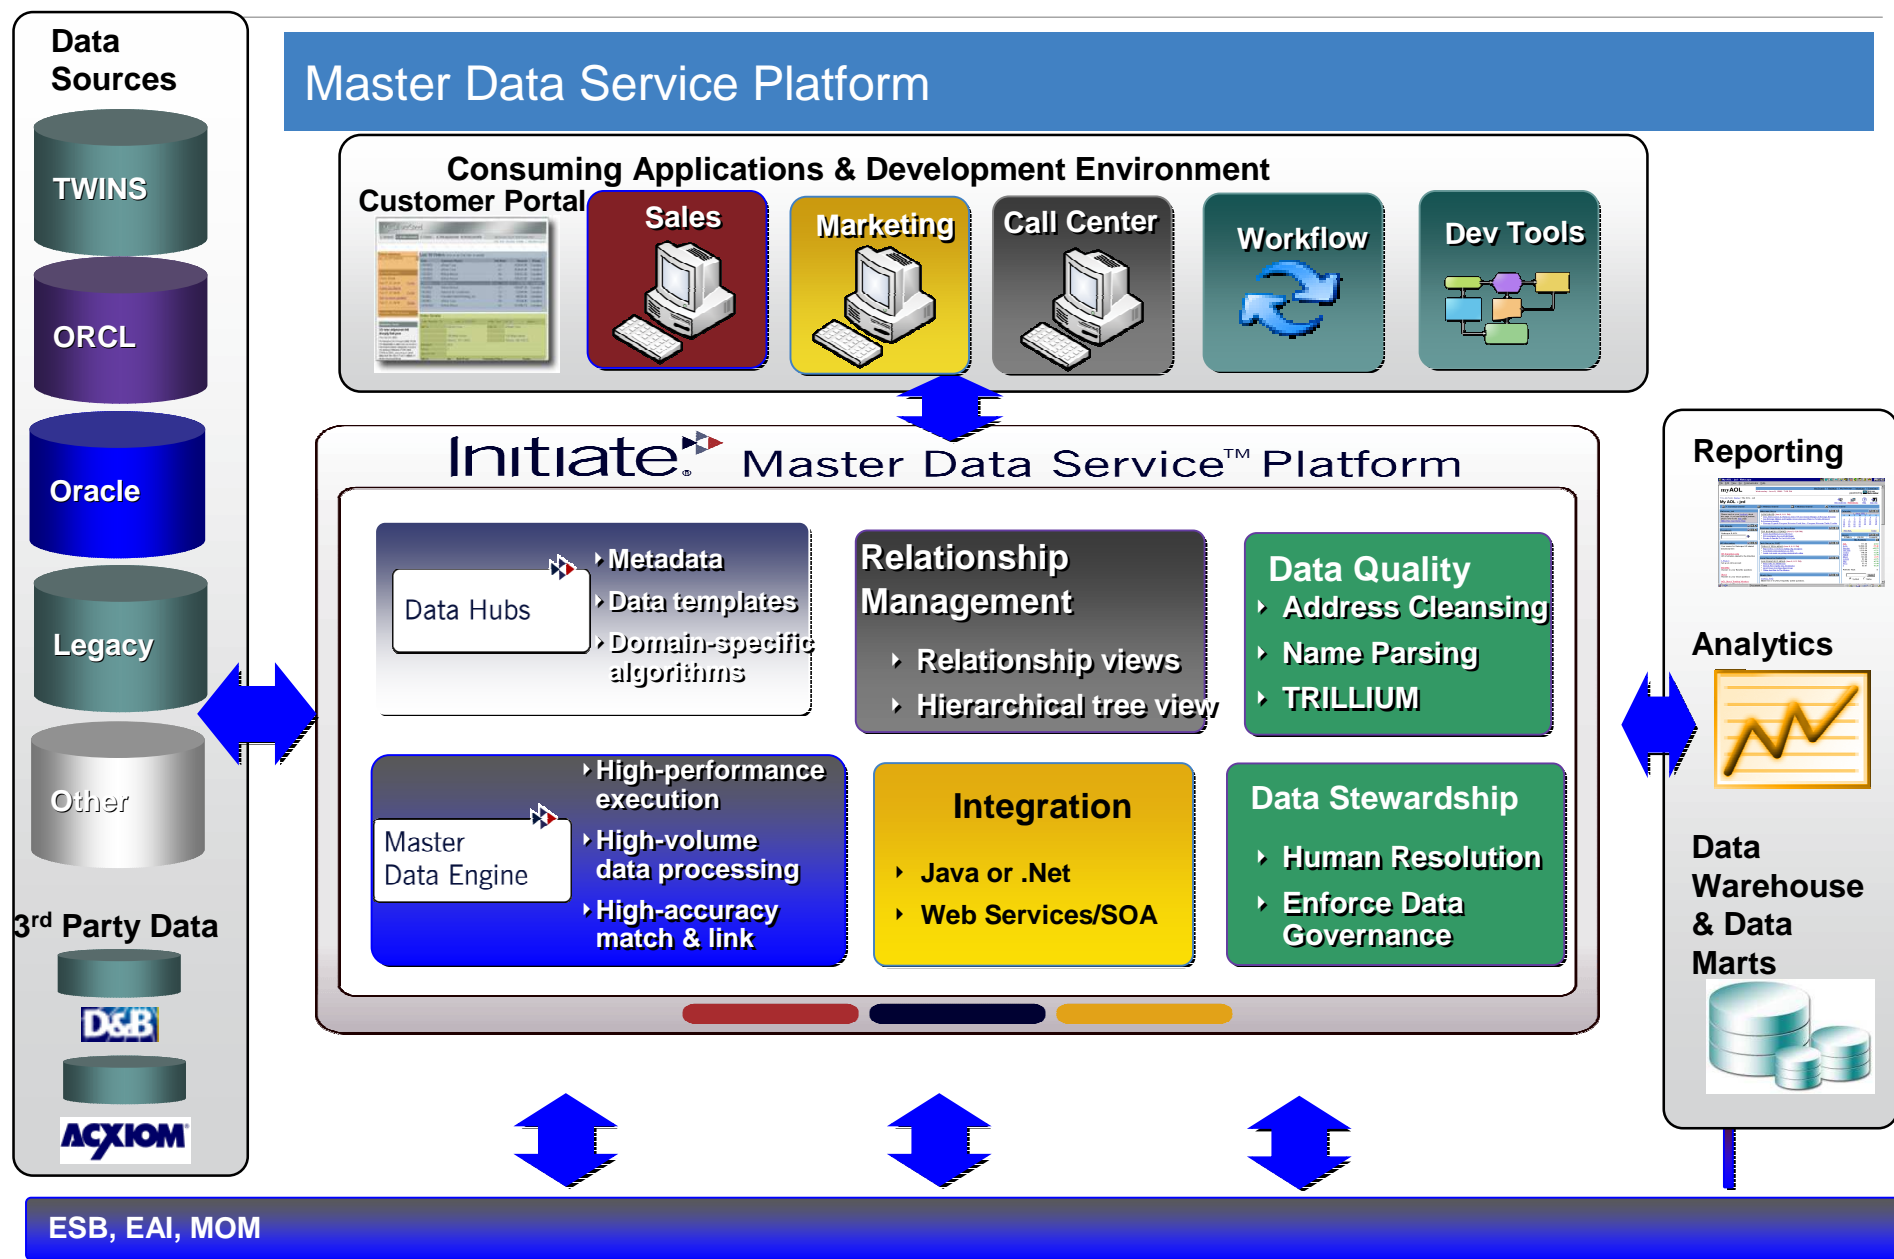 Data
Sources
TWINS
ORCL
Oracle
Legacy
Other
3rd Party Data
D&B
ACXIOM
Master Data Service Platform
Consuming Applications & Development Environment
Customer Portal
Sales
Marketing
Call Center
Workflow
Dev Tools
Initiate® Master Data Service™ Platform
Data Hubs
Metadata
Data templates
Domain-specific
algorithms
Relationship
Management
Relationship views
Hierarchical tree view
Data Quality
Address Cleansing
Name Parsing
TRILLIUM
Master
Data Engine
High-performance
execution
High-volume
data processing
High-accuracy
match & link
Integration
Java or .Net
Web Services/SOA
Data Stewardship
Human Resolution
Enforce Data
Governance
Reporting
myAOL
Analytics
Data
Warehouse
& Data
Marts
ESB, EAI, MOM